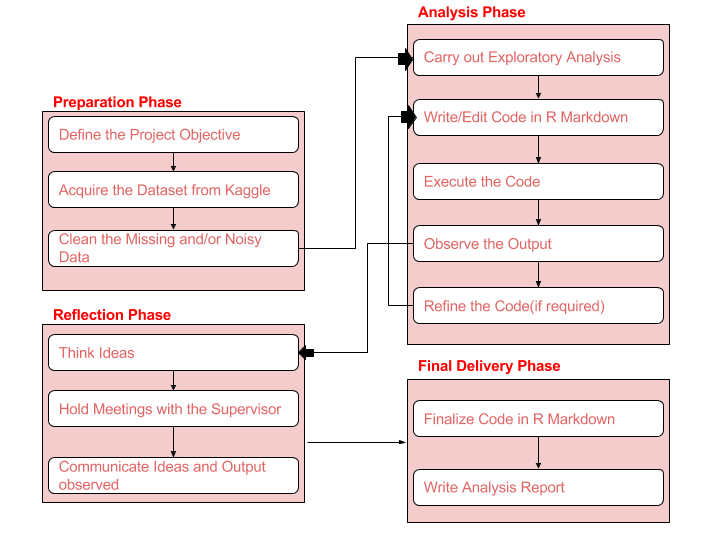 Preparation Phase
Define the Project Objective
Acquire the Dataset from Kaggle
Clean the Missing and/or Noisy
Data
Analysis Phase
Carry out Exploratory Analysis
Write/Edit Code in R Markdown
Execute the Code
Observe the Output
Refine the Code(if required)
Reflection Phase
Think Ideas
Hold Meetings with the Supervisor
Communicate Ideas and Output
observed
Final Delivery Phase
Finalize Code in R Markdown
Write Analysis Report